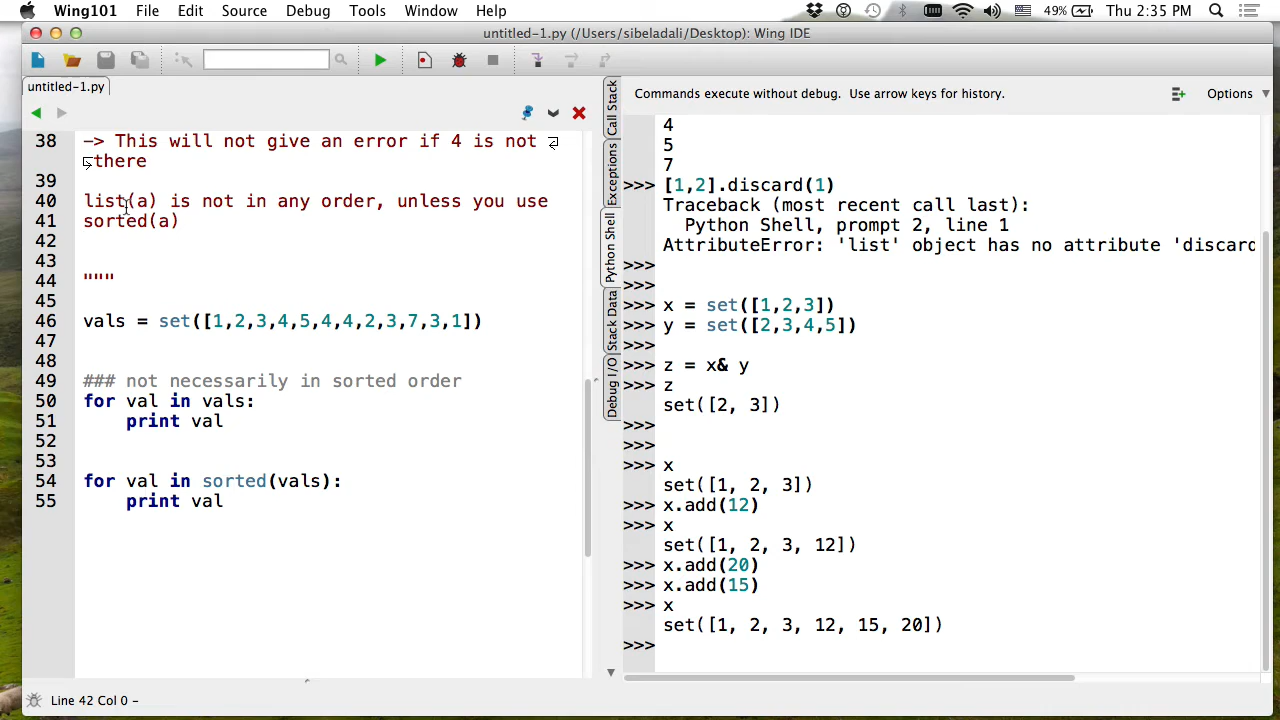 Wing101 File Edit Source Debug Tools Window Help 49% Thu 2:35 PM
untitled-1.py (/Users/sibeladali/Desktop): Wing IDE
untitled-1.py
38 -> This will not give an error if 4 is not
there
39
40 list(a) is not in any order, unless you use
41 sorted(a)
42
43
44 """
45
46 vals = set([1,2,3,4,5,4,4,2,3,7,3,1])
47
48
49 ### not necessarily in sorted order
50 for val in vals:
51 print val
52
53
54 for val in sorted(vals):
55 print val
Line 42 Col 0 –
Call Stack
Exceptions
Python Shell
Stack Data
Debug I/O
Commands execute without debug. Use arrow keys for history. Options
4
5
7
>>> [1,2].discard(1)
Traceback (most recent call last):
Python Shell, prompt 2, line 1
AttributeError: 'list' object has no attribute 'discard
>>>
>>>
>>> x = set([1,2,3])
>>> y = set([2,3,4,5])
>>>
>>> z = x& y
>>> z
set([2, 3])
>>>
>>>
>>> x
set([1, 2, 3])
>>> x.add(12)
>>> x
set([1, 2, 3, 12])
>>> x.add(20)
>>> x.add(15)
>>> x
set([1, 2, 3, 12, 15, 20])
>>>